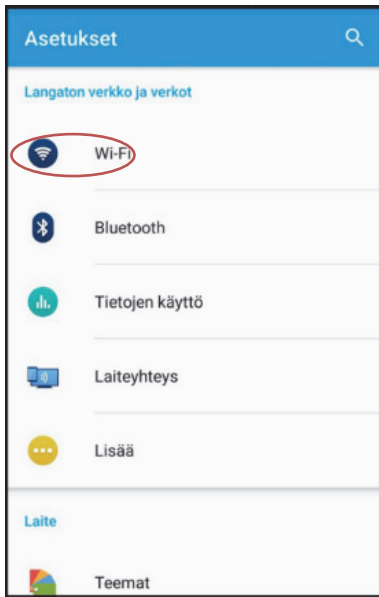 Asetukset
Langaton verkko ja verkot
Wi-Fi
Bluetooth
Tietojen käyttö
Laiteyhteys
Lisää
Laite
Teemat